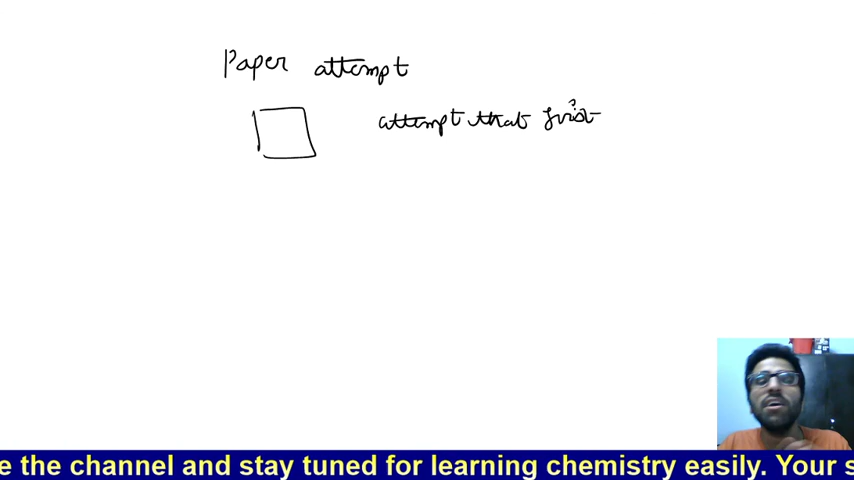 Paper attempt
attempt that first
e the channel and stay tuned for learning chemistry easily. Your s